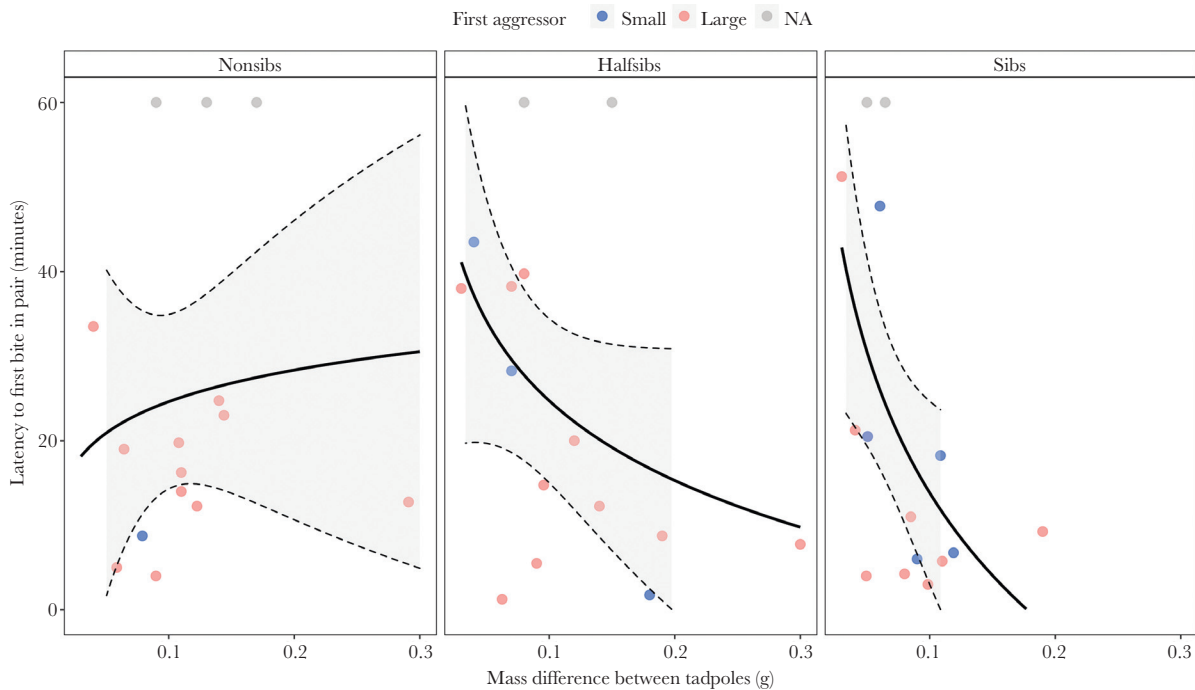 First aggressor Small Large NA
Nonsibs Halfsibs Sibs
Latency to first bite in pair (minutes)
60
40
20
0
0.1 0.2 0.3 0.1 0.2 0.3 0.1 0.2 0.3
Mass difference between tadpoles (g)